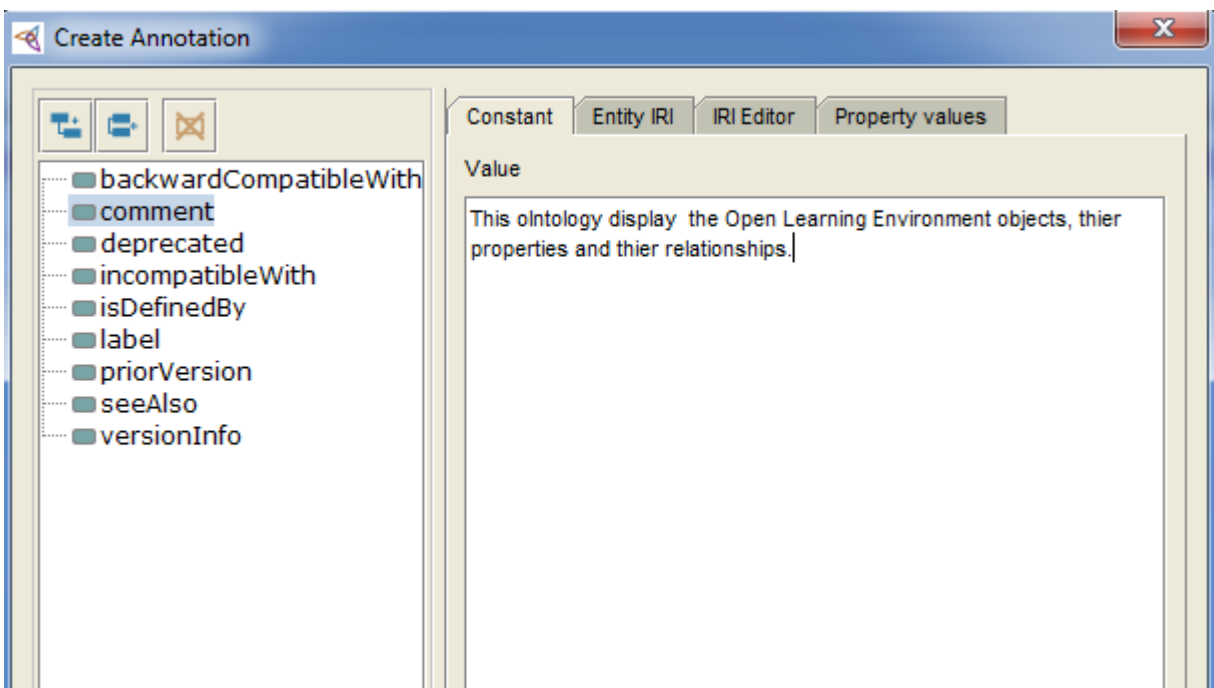 Create Annotation
Constant Entity IRI IRI Editor Property values
Value
backwardCompatibleWith
comment
deprecated
incompatibleWith
isDefinedBy
label
priorVersion
seeAlso
versionInfo
This olntology display  the Open Learning Environment objects, thier
properties and thier relationships.